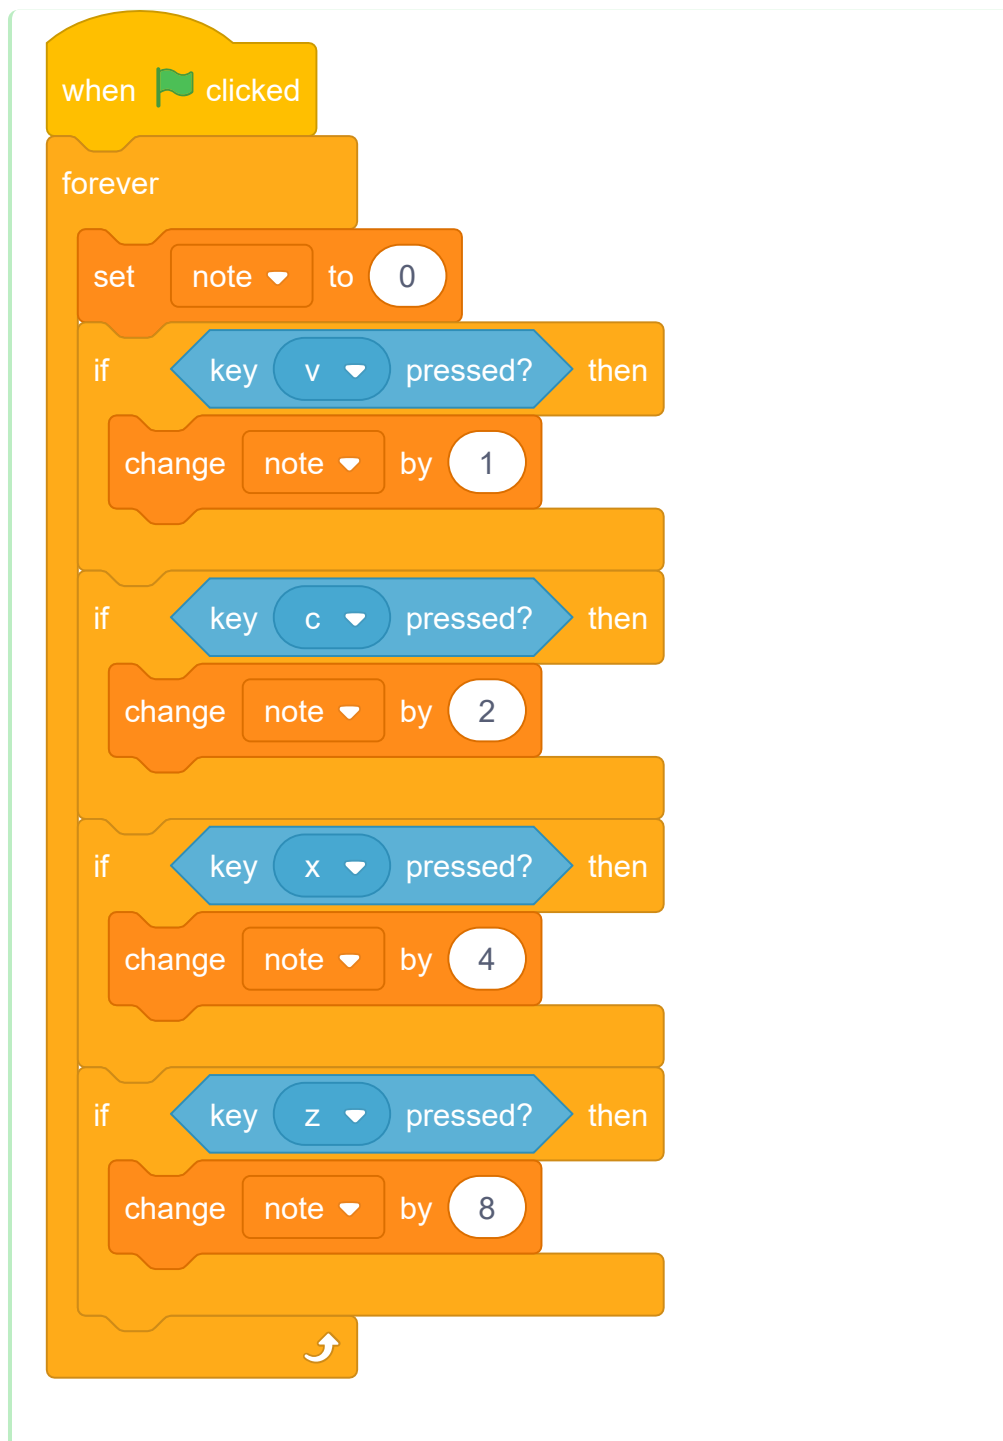 when clicked
forever
set note to 0
if key v pressed? then
change note by 1
if key c pressed? then
change note by 2
if key x pressed? then
change note by 4
if key z pressed? then
change note by 8